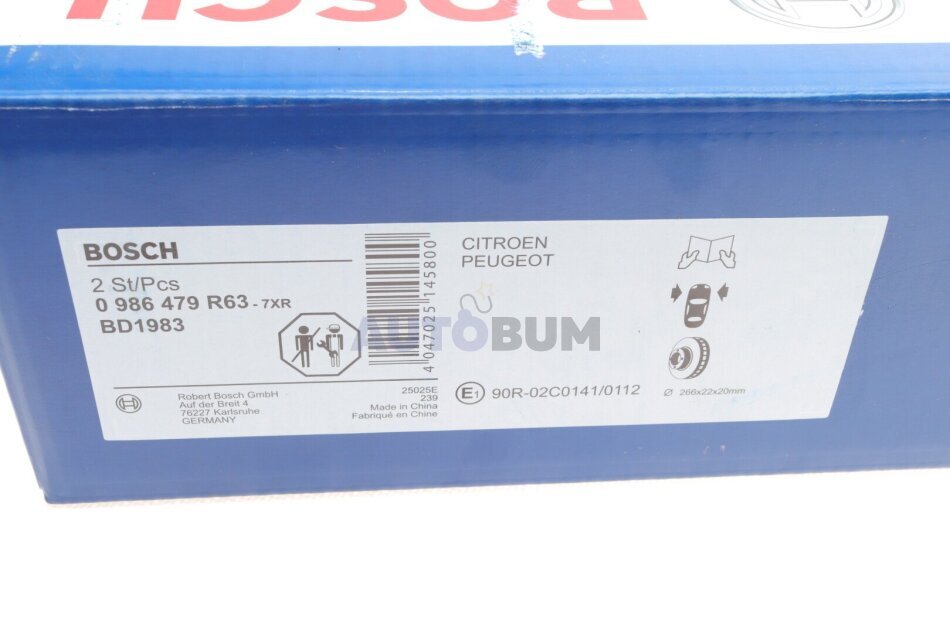 BOSCH
BOSCH
2 St/Pcs
0 986 479 R63 - 7XR
BD1983
4 047025 145800
CITROEN
PEUGEOT
AUTOBUM
Robert Bosch GmbH
Auf der Breit 4
76227 Karlsruhe
GERMANY
25025E
239
Made in China
Fabriqué en Chine
E1 90R-02C0141/0112
Ø 266x22x20mm